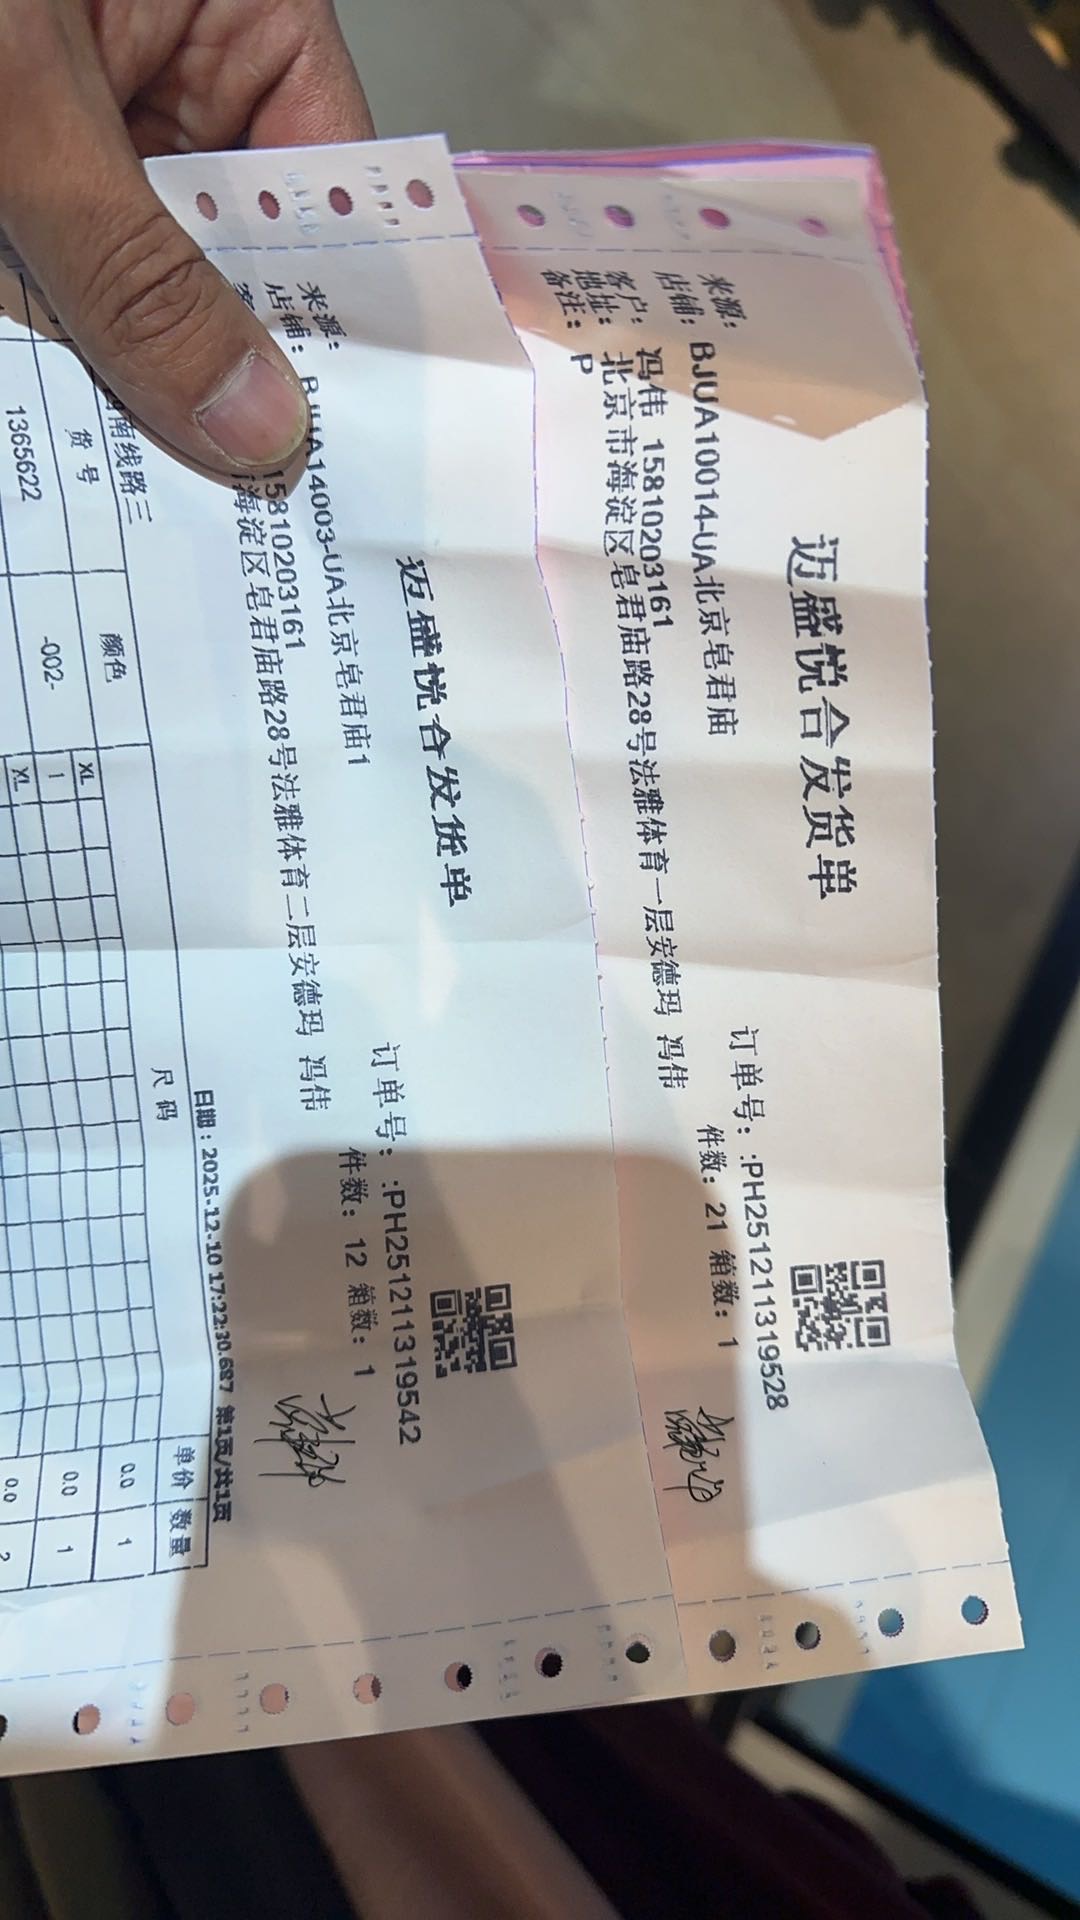 迈盛悦合发货单
来源：
订单号：:PH251211319528
店铺：BJUA10014-UA北京皂君庙
件数：21 箱数：1
客户：冯伟 15810203161
地址：北京市海淀区皂君庙路28号法雅体育一层安德玛 冯伟
备注：P
迈盛悦合发货单
来源：
订单号：:PH251211319542
店铺：BJUA14003-UA北京皂君庙1
件数：12 箱数：1
15810203161
海淀区皂君庙路28号法雅体育二层安德玛 冯伟
南线路三
日期：2025-12-10 17:22:30.687 第1页/共1页
货号 颜色 尺码 单价 数量
XL 0.0 1
1365622 -002- 1 0.0 1
XL 0.0 2